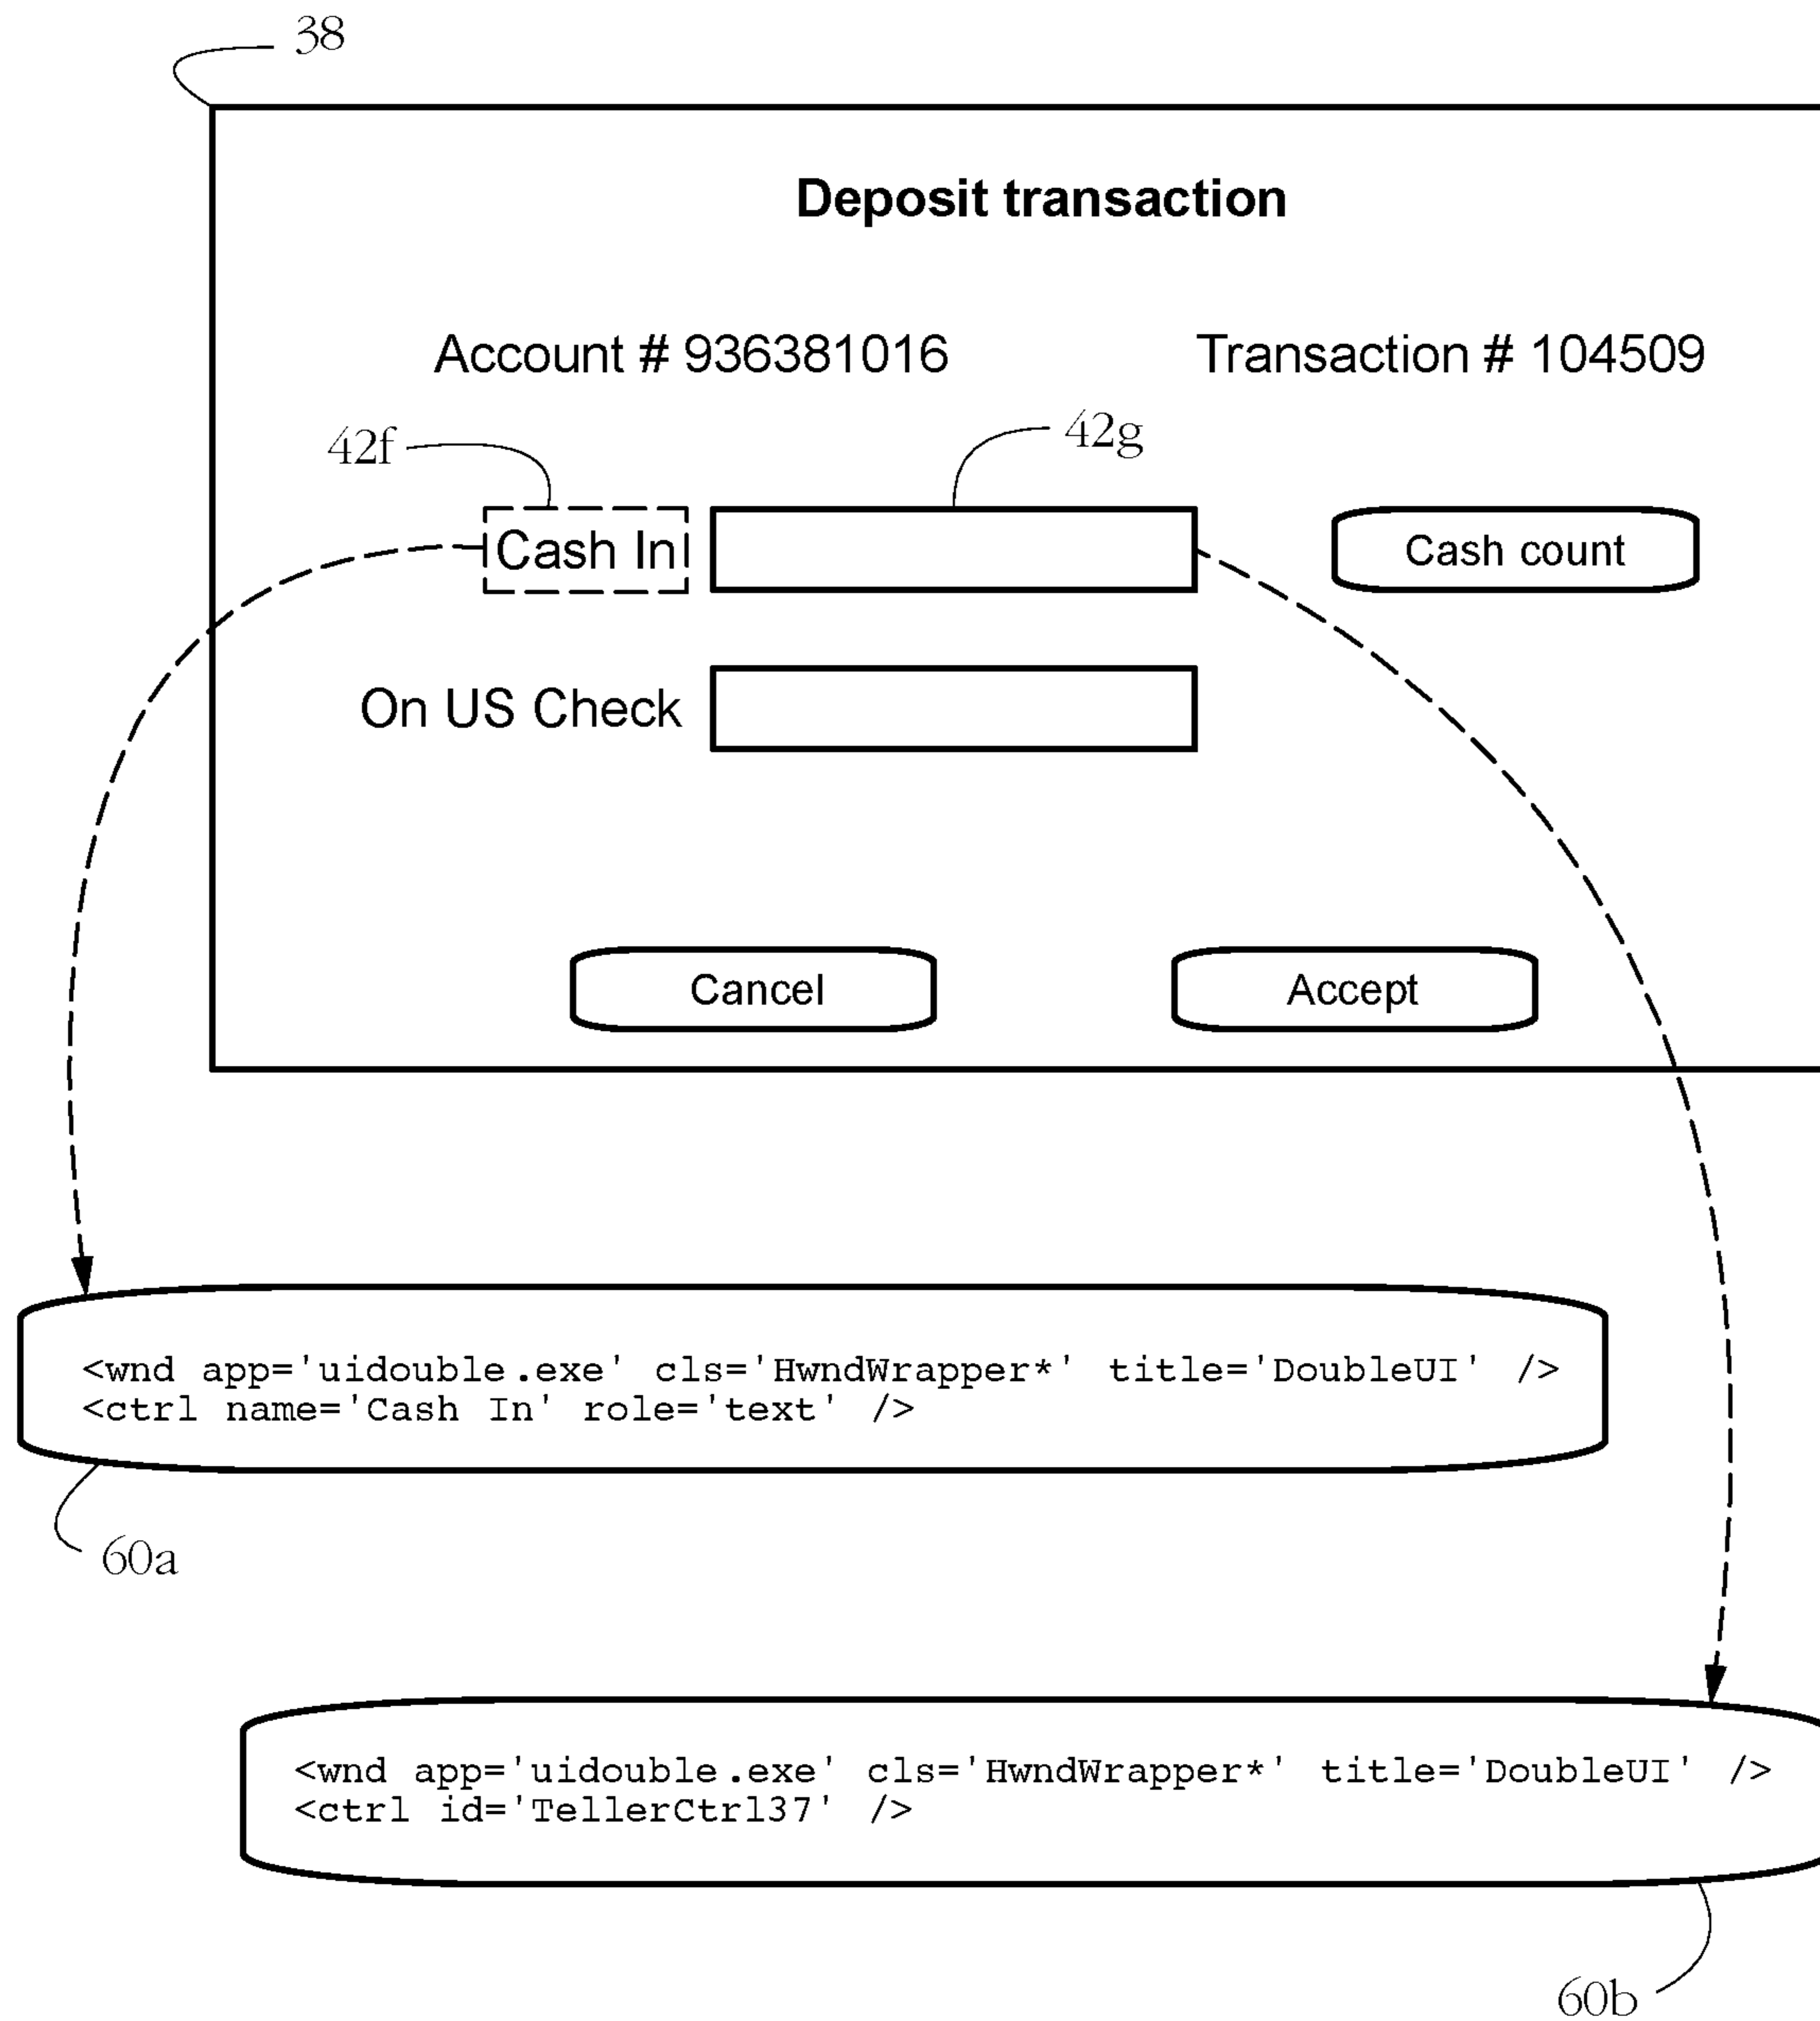 38
Deposit transaction
Account # 936381016 Transaction # 104509
42f 42g
Cash In Cash count
On US Check
Cancel Accept
<wnd app='uidouble.exe' cls='HwndWrapper*' title='DoubleUI' />
<ctrl name='Cash In' role='text' />
60a
<wnd app='uidouble.exe' cls='HwndWrapper*' title='DoubleUI' />
<ctrl id='TellerCtrl37' />
60b